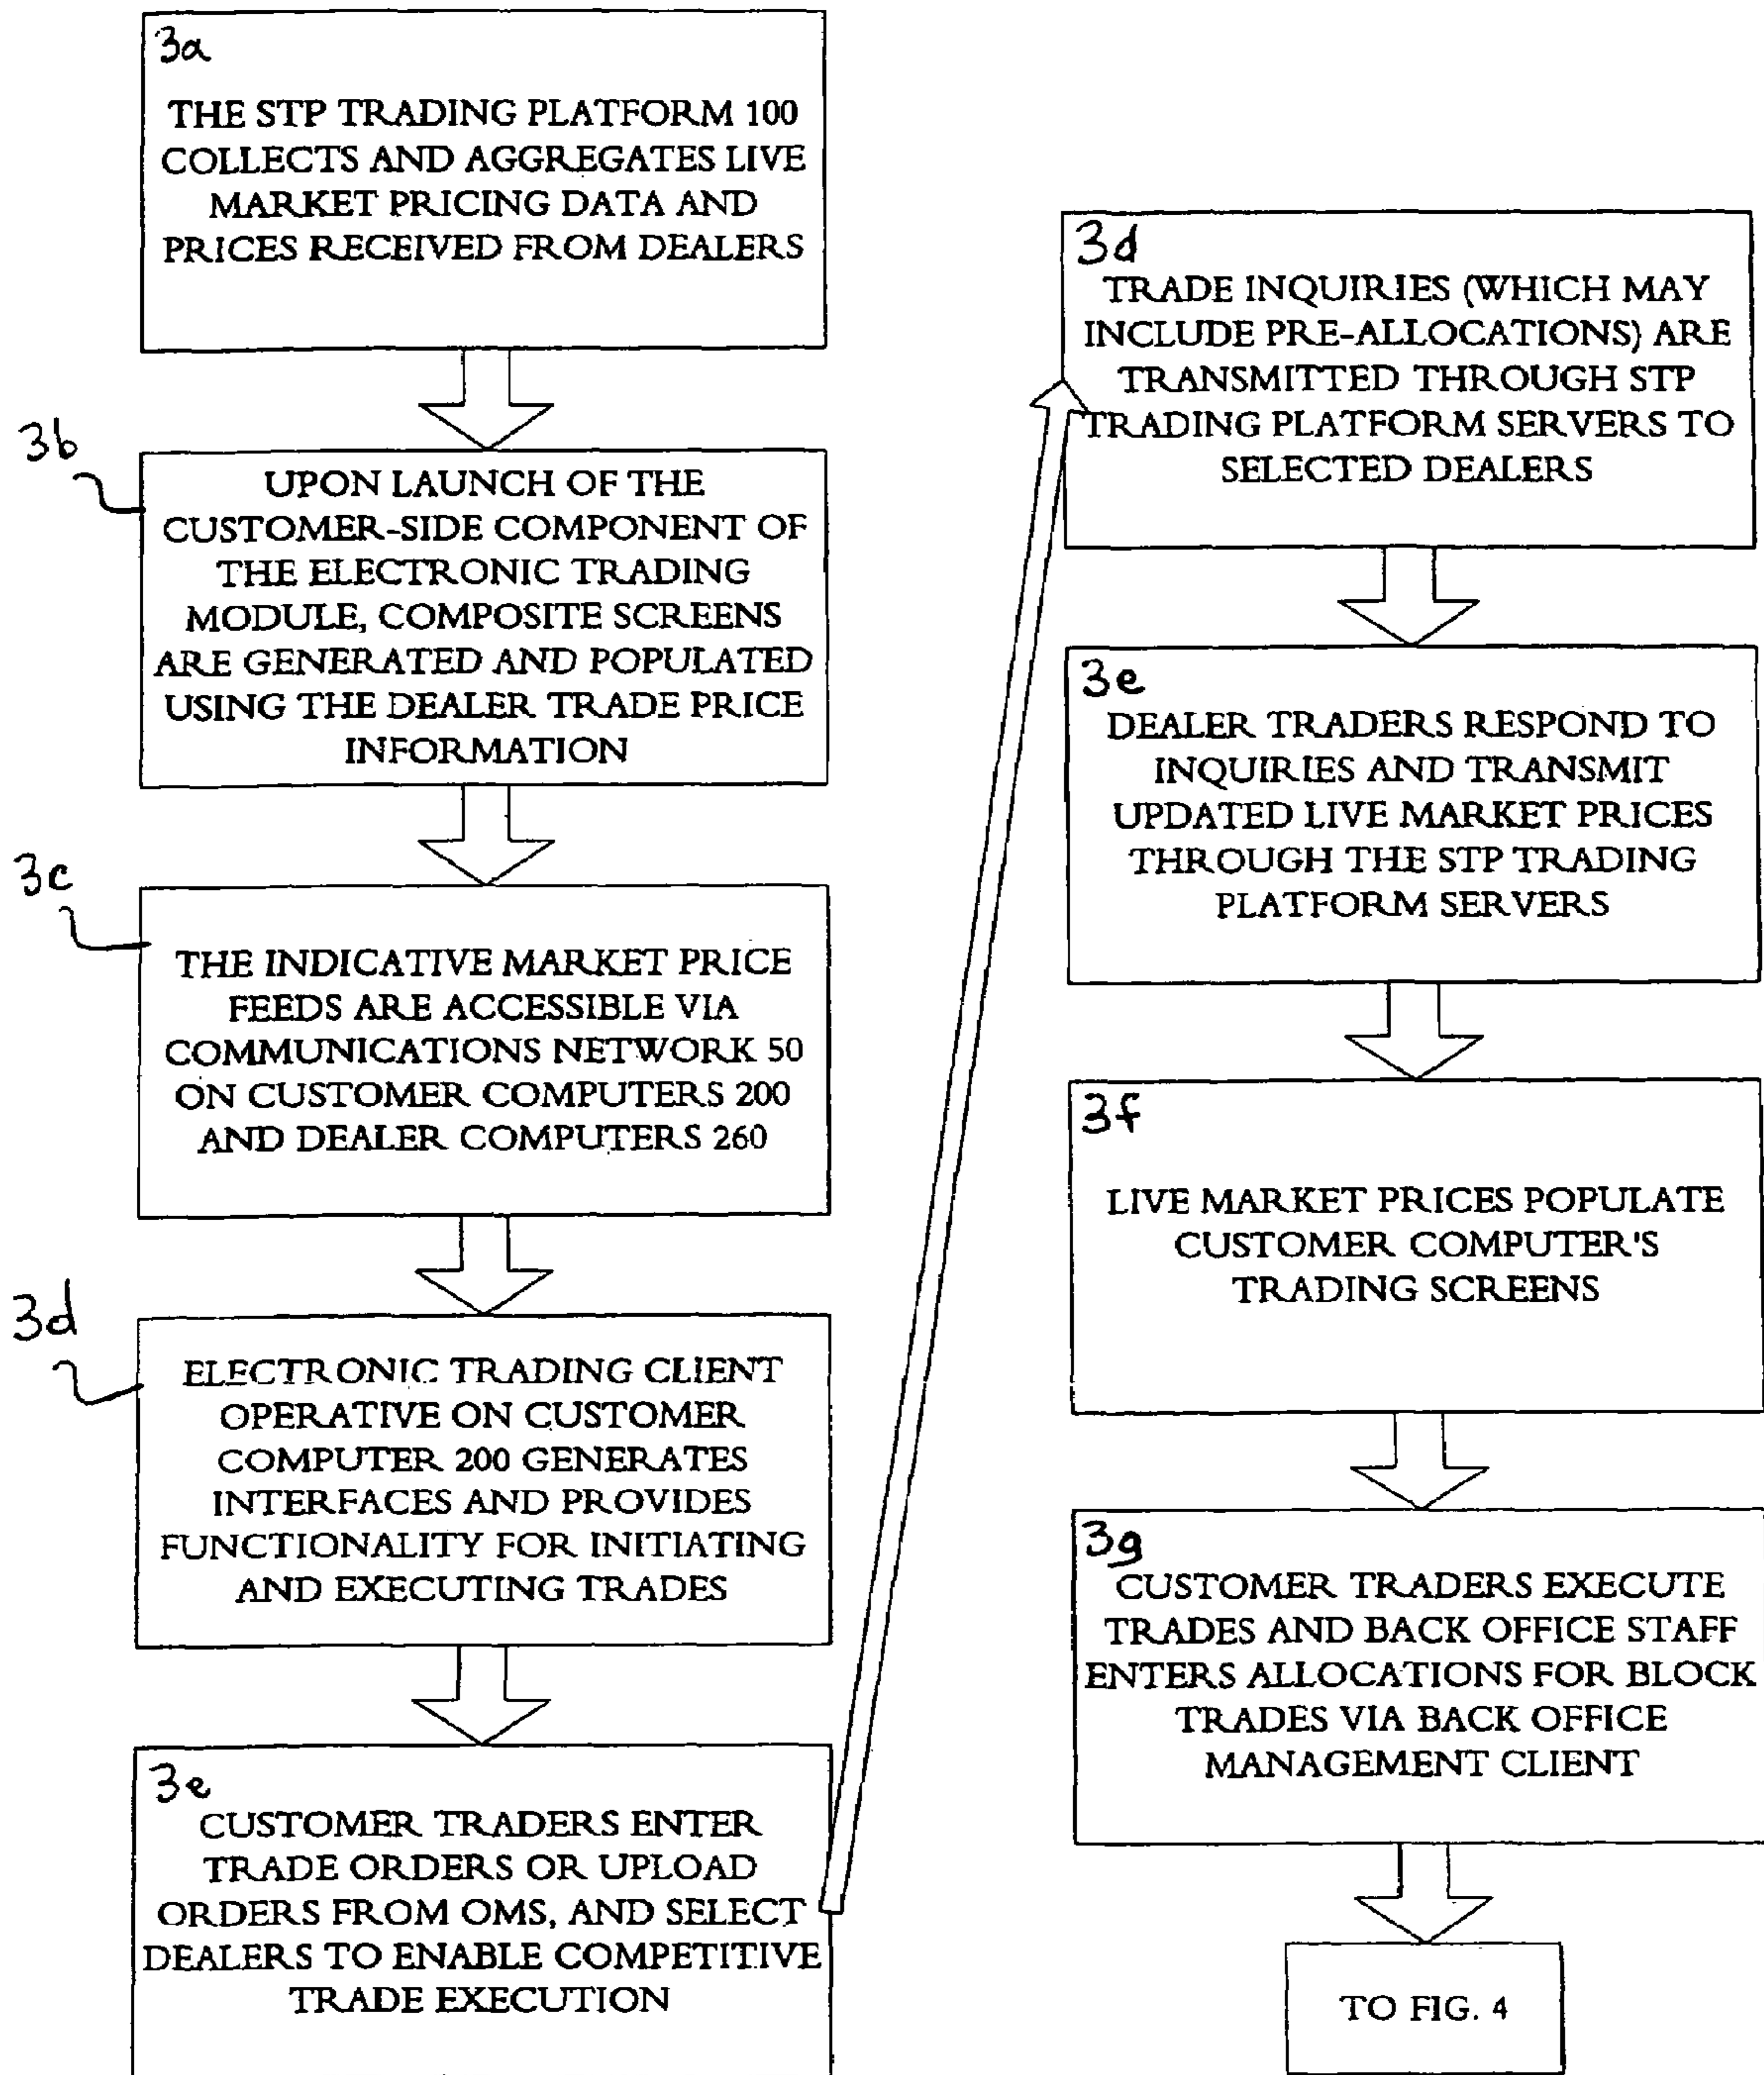 3a
THE STP TRADING PLATFORM 100
COLLECTS AND AGGREGATES LIVE
MARKET PRICING DATA AND
PRICES RECEIVED FROM DEALERS
3b
UPON LAUNCH OF THE
CUSTOMER-SIDE COMPONENT OF
THE ELECTRONIC TRADING
MODULE, COMPOSITE SCREENS
ARE GENERATED AND POPULATED
USING THE DEALER TRADE PRICE
INFORMATION
3c
THE INDICATIVE MARKET PRICE
FEEDS ARE ACCESSIBLE VIA
COMMUNICATIONS NETWORK 50
ON CUSTOMER COMPUTERS 200
AND DEALER COMPUTERS 260
3d
ELECTRONIC TRADING CLIENT
OPERATIVE ON CUSTOMER
COMPUTER 200 GENERATES
INTERFACES AND PROVIDES
FUNCTIONALITY FOR INITIATING
AND EXECUTING TRADES
3e
CUSTOMER TRADERS ENTER
TRADE ORDERS OR UPLOAD
ORDERS FROM OMS, AND SELECT
DEALERS TO ENABLE COMPETITIVE
TRADE EXECUTION
3d
TRADE INQUIRIES (WHICH MAY
INCLUDE PRE-ALLOCATIONS) ARE
TRANSMITTED THROUGH STP
TRADING PLATFORM SERVERS TO
SELECTED DEALERS
3e
DEALER TRADERS RESPOND TO
INQUIRIES AND TRANSMIT
UPDATED LIVE MARKET PRICES
THROUGH THE STP TRADING
PLATFORM SERVERS
3f
LIVE MARKET PRICES POPULATE
CUSTOMER COMPUTER'S
TRADING SCREENS
3g
CUSTOMER TRADERS EXECUTE
TRADES AND BACK OFFICE STAFF
ENTERS ALLOCATIONS FOR BLOCK
TRADES VIA BACK OFFICE
MANAGEMENT CLIENT
TO FIG. 4